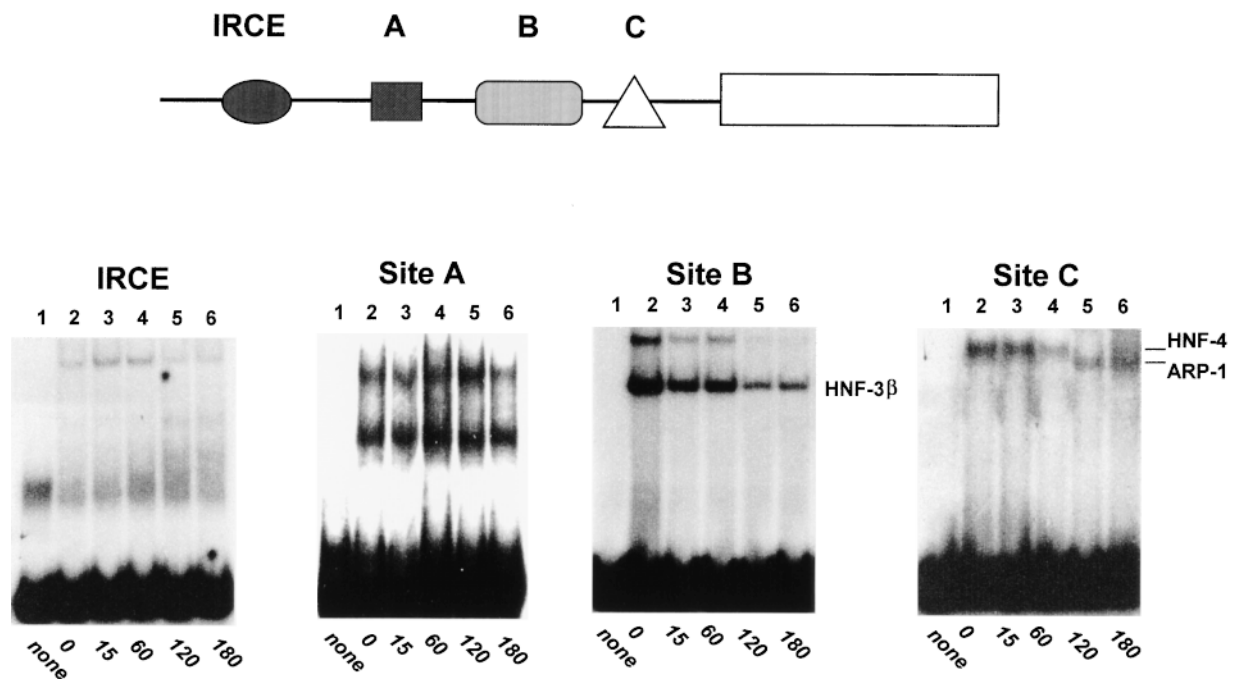 IRCE A B C
IRCE Site A Site B Site C
1 2 3 4 5 6 1 2 3 4 5 6 1 2 3 4 5 6 1 2 3 4 5 6
HNF-4
ARP-1
HNF-3β
none 0 15 60 120 180 none 0 15 60 120 180 none 0 15 60 120 180 none 0 15 60 120 180